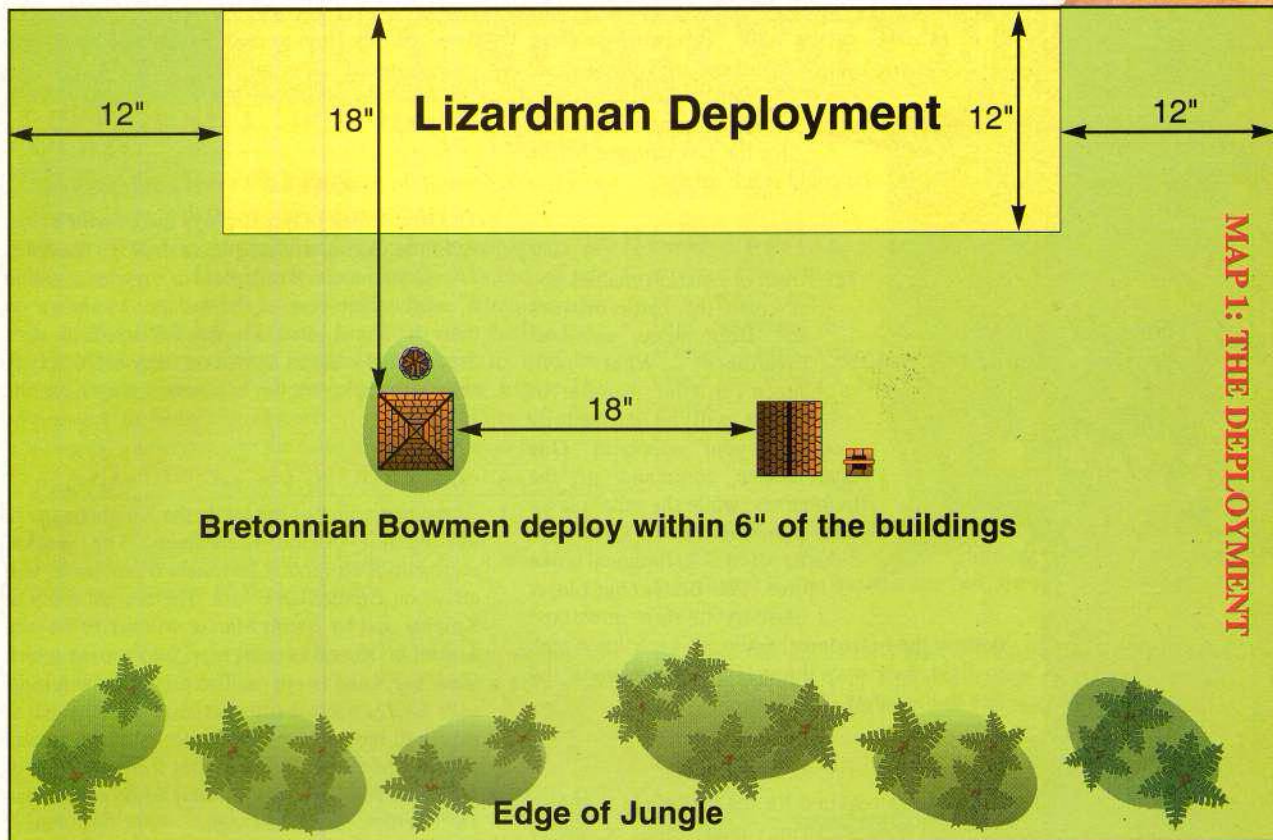 12"
18"
Lizardman Deployment
12"
12"
MAP 1: THE DEPLOYMENT
18"
Bretonnian Bowmen deploy within 6" of the buildings
Edge of Jungle